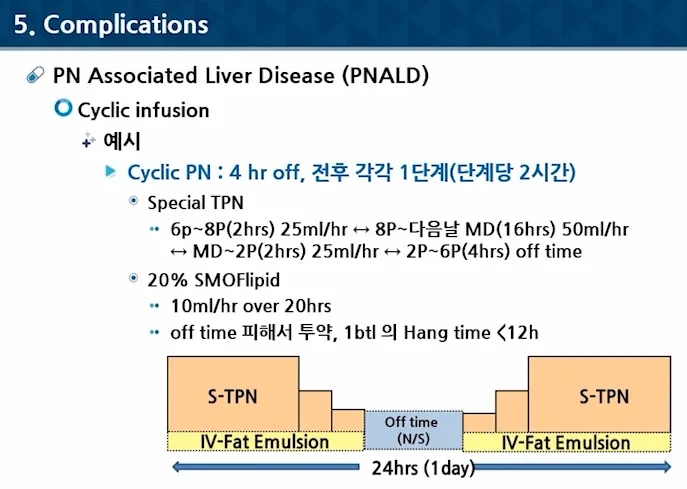 5. Complications
PN Associated Liver Disease (PNALD)
Cyclic infusion
예시
Cyclic PN : 4 hr off, 전후 각각 1단계(단계당 2시간)
Special TPN
6p~8P(2hrs) 25ml/hr ↔ 8P~다음날 MD(16hrs) 50ml/hr
↔ MD~2P(2hrs) 25ml/hr ↔ 2P~6P(4hrs) off time
20% SMOFlipid
10ml/hr over 20hrs
off time 피해서 투약, 1btl 의 Hang time <12h
S-TPN
Off time
(N/S)
S-TPN
IV-Fat Emulsion
IV-Fat Emulsion
24hrs (1day)